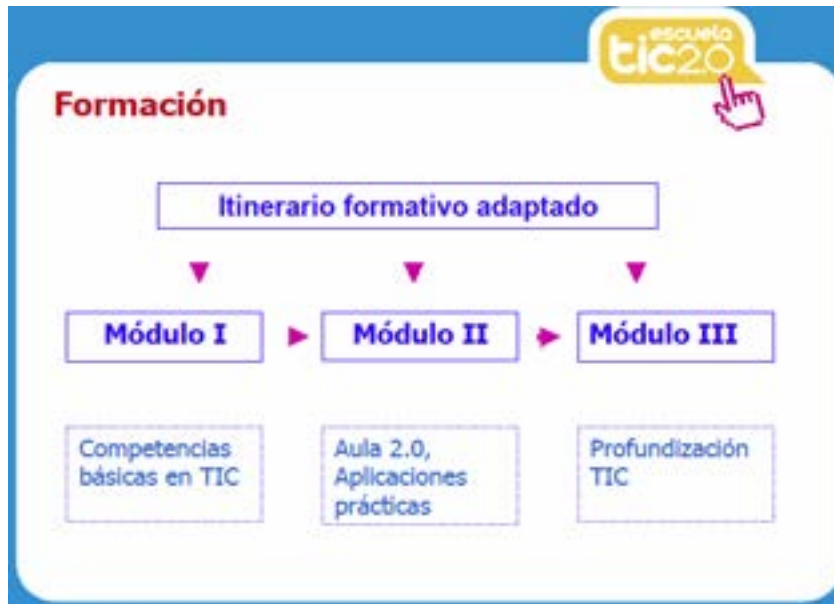 escuela
tic2.0
Formación
Itinerario formativo adaptado
Módulo I
Módulo II
Módulo III
Competencias
básicas en TIC
Aula 2.0,
Aplicaciones
prácticas
Profundización
TIC